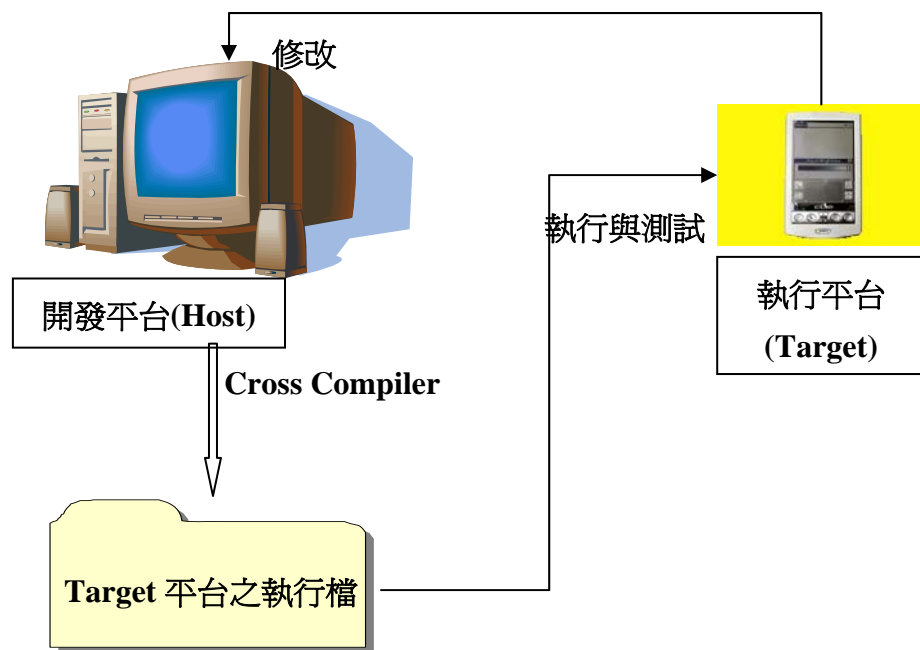 修改
執行與測試
開發平台(Host)
執行平台
(Target)
Cross Compiler
Target 平台之執行檔